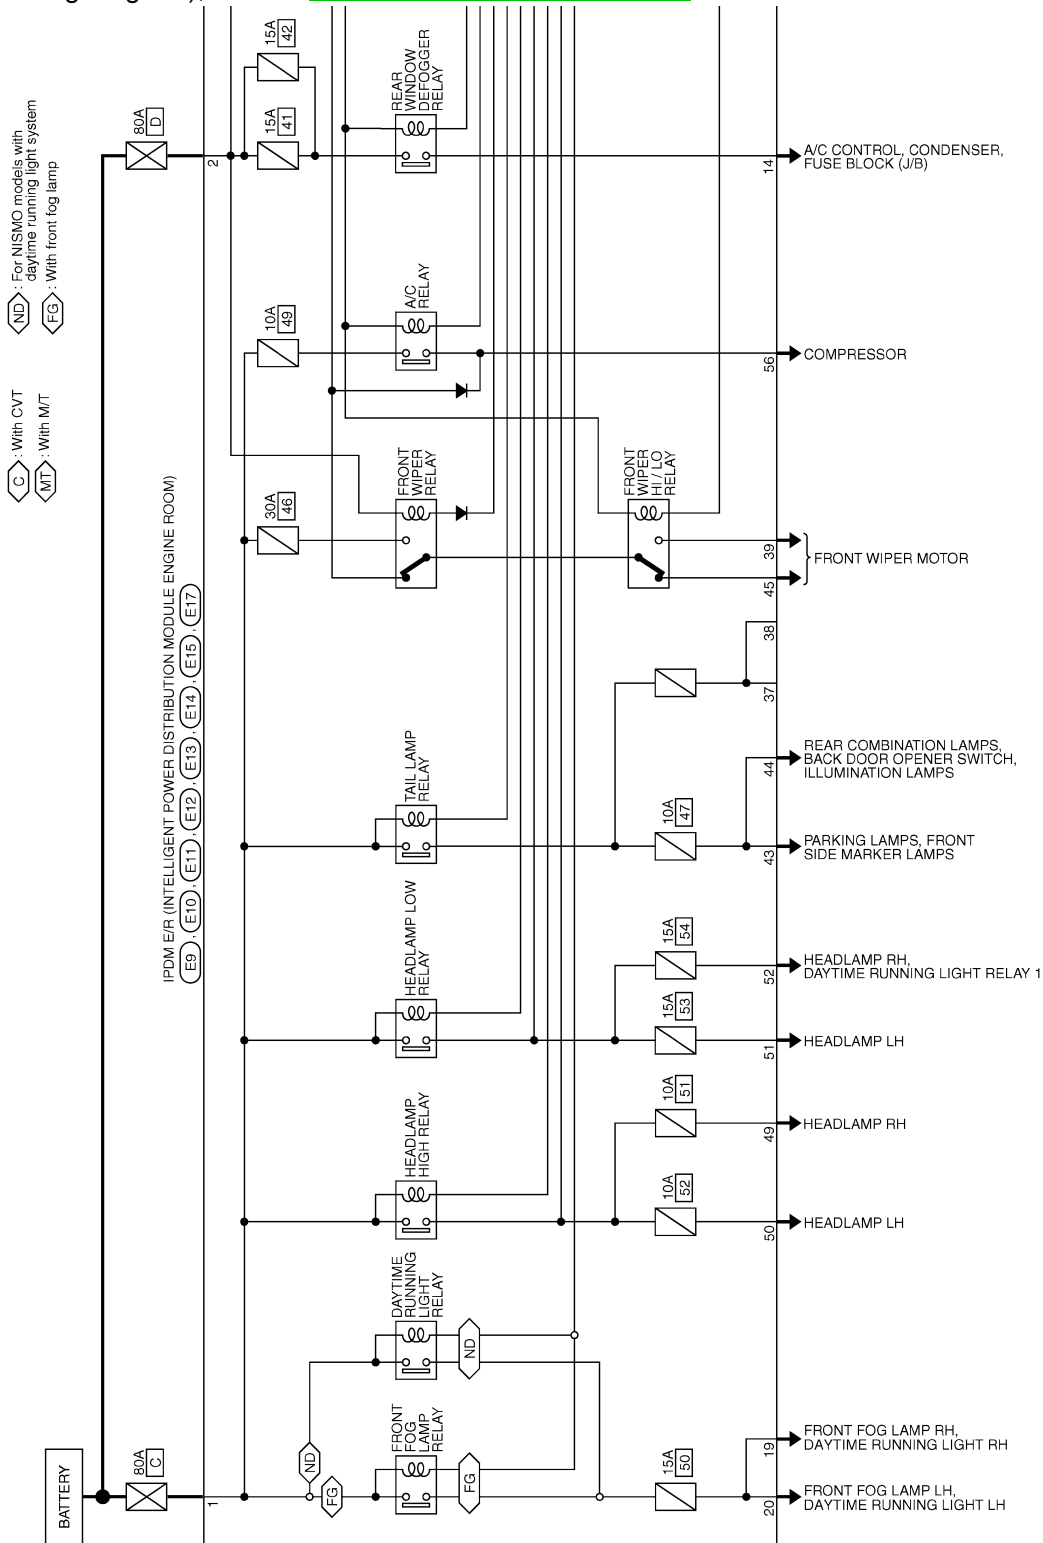 15A
42
15A
41
REAR
WINDOW
DEFOGGER
RELAY
80A
D
2
14
A/C CONTROL, CONDENSER,
FUSE BLOCK (J/B)
ND : For NISMO models with
daytime running light system
FG : With front fog lamp
C : With CVT
MT : With M/T
10A
49
A/C
RELAY
56
COMPRESSOR
30A
46
FRONT
WIPER
RELAY
FRONT
WIPER
HI / LO
RELAY
39
45
FRONT WIPER MOTOR
38
37
IPDM E/R (INTELLIGENT POWER DISTRIBUTION MODULE ENGINE ROOM)
E9 , E10 , E11 , E12 , E13 , E14 , E15 , E17
TAIL LAMP
RELAY
10A
47
44
REAR COMBINATION LAMPS,
BACK DOOR OPENER SWITCH,
ILLUMINATION LAMPS
43
PARKING LAMPS, FRONT
SIDE MARKER LAMPS
HEADLAMP LOW
RELAY
15A
54
52
HEADLAMP RH,
DAYTIME RUNNING LIGHT RELAY 1
15A
53
51
HEADLAMP LH
HEADLAMP
HIGH RELAY
10A
51
49
HEADLAMP RH
10A
52
50
HEADLAMP LH
DAYTIME
RUNNING
LIGHT
RELAY
ND
ND
BATTERY
80A
C
1
FG
FRONT
FOG
LAMP
RELAY
FG
15A
50
19
FRONT FOG LAMP RH,
DAYTIME RUNNING LIGHT RH
20
FRONT FOG LAMP LH,
DAYTIME RUNNING LIGHT LH